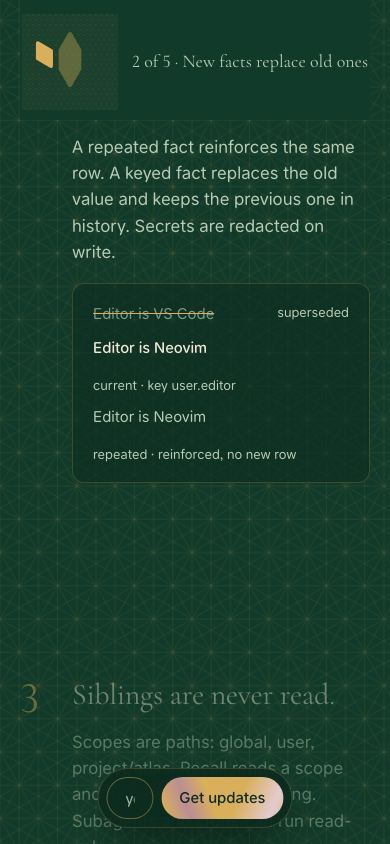 2 of 5 · New facts replace old ones
A repeated fact reinforces the same
row. A keyed fact replaces the old
value and keeps the previous one in
history. Secrets are redacted on
write.
Editor is VS Code superseded
Editor is Neovim
current · key user.editor
Editor is Neovim
repeated · reinforced, no new row
3 Siblings are never read.
Scopes are paths: global, user,
project/atlas. Recall reads a scope
Get updates